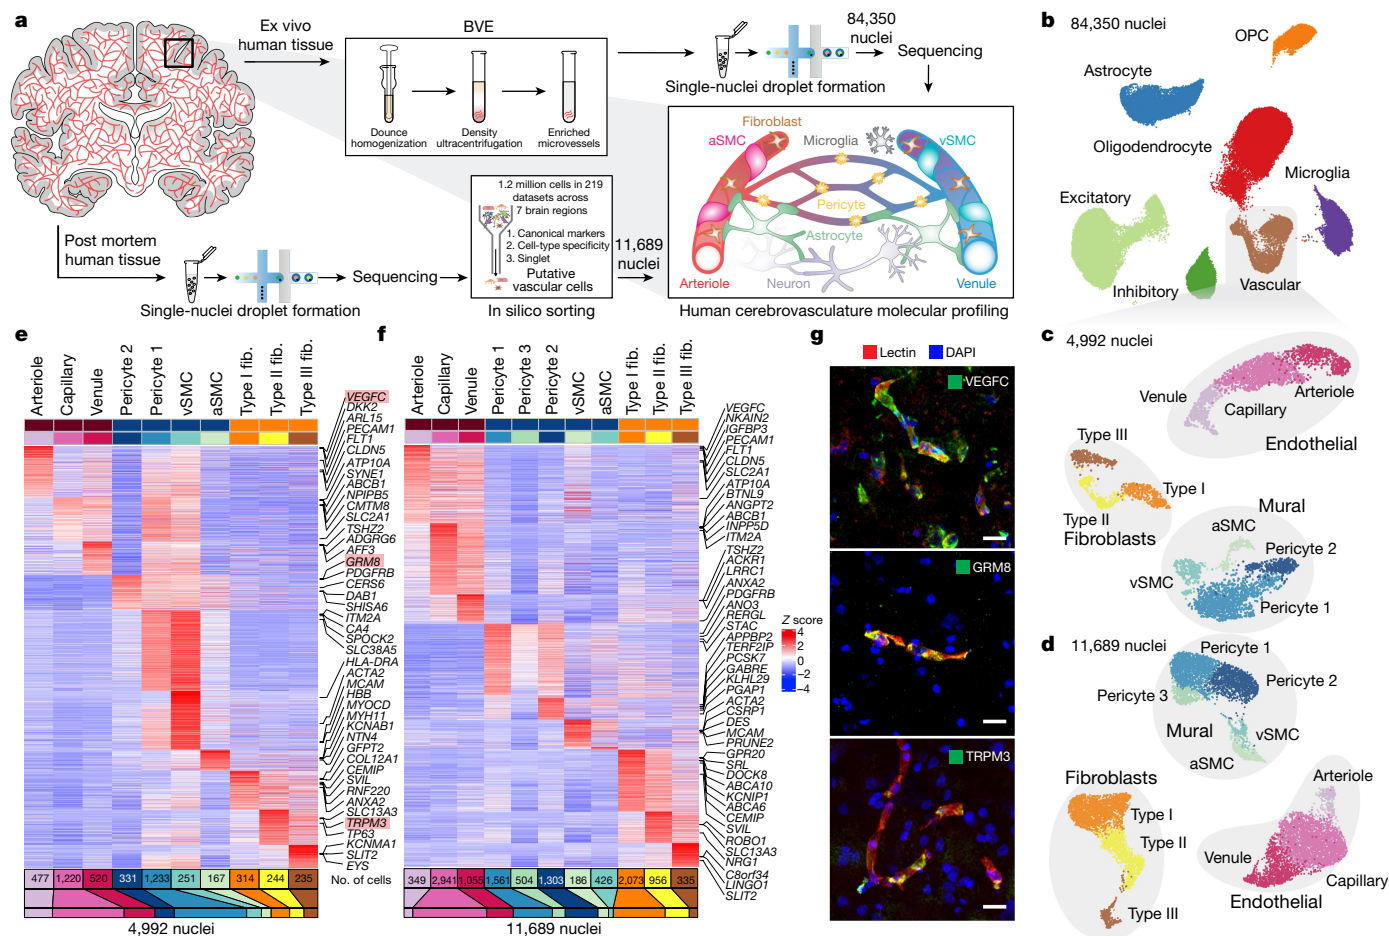 a
Ex vivo
human tissue
BVE
Dounce
homogenization
Density
ultracentrifugation
Enriched
microvessels
84,350
nuclei
Sequencing
Single-nuclei droplet formation
Post mortem
human tissue
Single-nuclei droplet formation
Sequencing
1.2 million cells in 219
datasets across
7 brain regions
1. Canonical markers
2. Cell-type specificity
3. Singlet
Putative
vascular cells
In silico sorting
11,689
nuclei
Fibroblast
aSMC
Microglia
vSMC
Pericyte
Astrocyte
Arteriole
Neuron
Venule
Human cerebrovasculature molecular profiling
b
84,350 nuclei
OPC
Astrocyte
Oligodendrocyte
Microglia
Excitatory
Inhibitory
Vascular
c
4,992 nuclei
Venule
Capillary
Arteriole
Endothelial
Type III
Type I
Type II
Fibroblasts
Mural
aSMC
Pericyte 2
vSMC
Pericyte 1
d
11,689 nuclei
Pericyte 1
Pericyte 2
Pericyte 3
Mural
vSMC
aSMC
Fibroblasts
Type I
Type II
Type III
Arteriole
Venule
Capillary
Endothelial
e
Arteriole
Capillary
Venule
Pericyte 2
Pericyte 1
vSMC
aSMC
Type I fib.
Type II fib.
Type III fib.
VEGFC
DKK2
ARL15
PECAM1
FLT1
CLDN5
ATP10A
SYNE1
ABCB1
NPIPB5
CMTM8
SLC2A1
TSHZ2
ADGRG6
AFF3
GRM8
PDGFRB
CERS6
DAB1
SHISA6
ITM2A
CA4
SPOCK2
SLC38A5
HLA-DRA
ACTA2
MCAM
HBB
MYOCD
MYH11
KCNAB1
NTN4
GFPT2
COL12A1
CEMIP
SVIL
RNF220
ANXA2
SLC13A3
TRPM3
TP63
KCNMA1
SLIT2
EYS
No. of cells
477 1,220 520 331 1,233 251 167 314 244 235
4,992 nuclei
f
Arteriole
Capillary
Venule
Pericyte 1
Pericyte 3
Pericyte 2
vSMC
aSMC
Type I fib.
Type II fib.
Type III fib.
VEGFC
NKAIN2
IGFBP3
PECAM1
FLT1
CLDN5
SLC2A1
ATP10A
BTNL9
ANGPT2
ABCB1
INPP5D
ITM2A
TSHZ2
ACKR1
LRRC1
ANXA2
PDGFRB
ANO3
RERGL
STAC
APPBP2
TERF2IP
PCSK7
GABRE
KLHL29
PGAP1
ACTA2
CSRP1
DES
MCAM
PRUNE2
GPR20
SRL
DOCK8
ABCA10
KCNIP1
ABCA6
CEMIP
SVIL
ROBO1
SLC13A3
NRG1
C8orf34
LINGO1
SLIT2
349 2,941 1,055 1,561 504 1,303 186 426 2,073 956 335
11,689 nuclei
Z score
4
2
0
−2
−4
g
Lectin
DAPI
VEGFC
GRM8
TRPM3